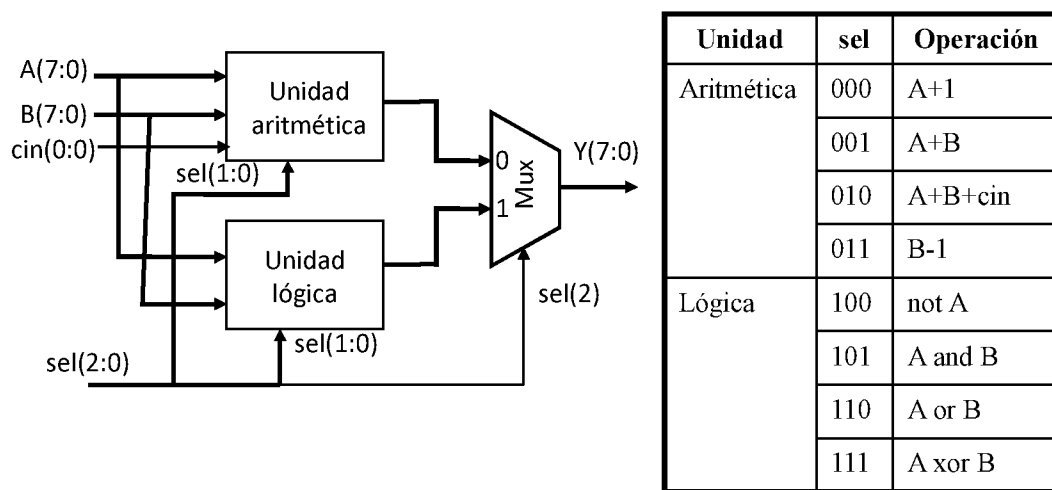 A(7:0)
B(7:0)
cin(0:0)
Unidad
aritmética
sel(1:0)
Unidad
lógica
sel(1:0)
sel(2:0)
0
1
Mux
Y(7:0)
sel(2)
Unidad sel Operación
Aritmética 000 A+1
001 A+B
010 A+B+cin
011 B-1
Lógica 100 not A
101 A and B
110 A or B
111 A xor B